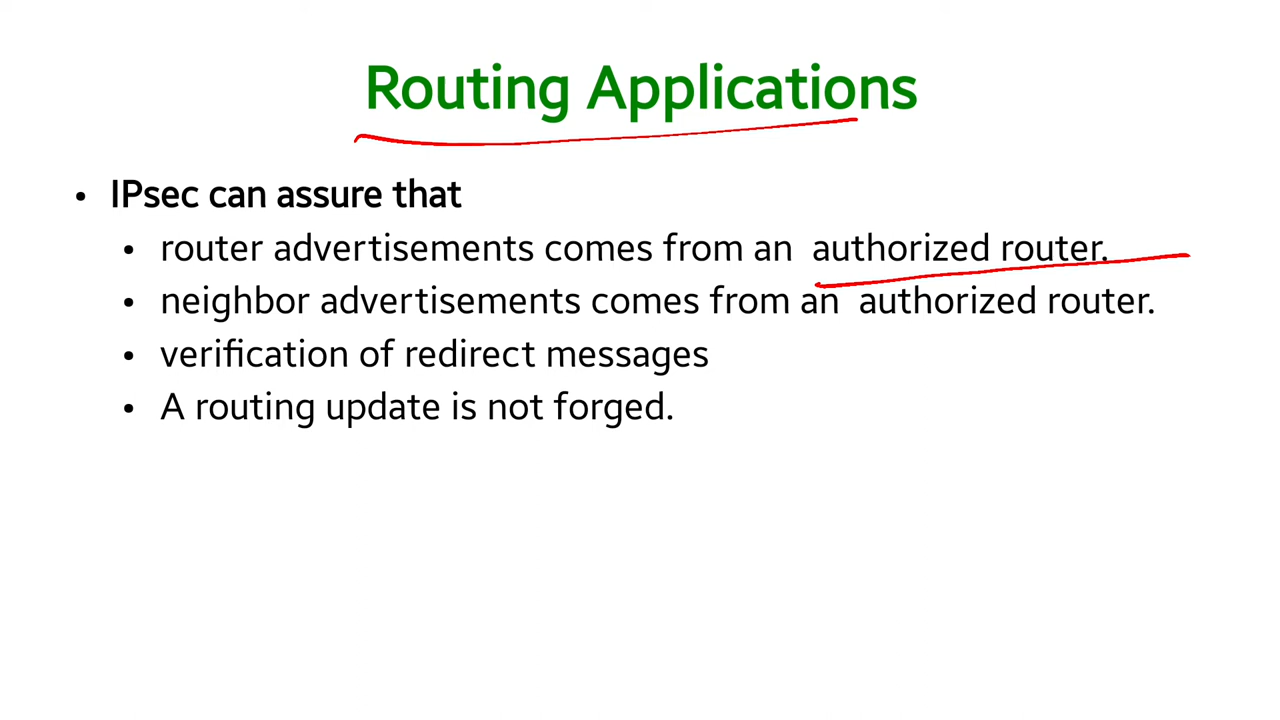 Routing Applications
• IPsec can assure that
• router advertisements comes from an authorized router.
• neighbor advertisements comes from an authorized router.
• verification of redirect messages
• A routing update is not forged.